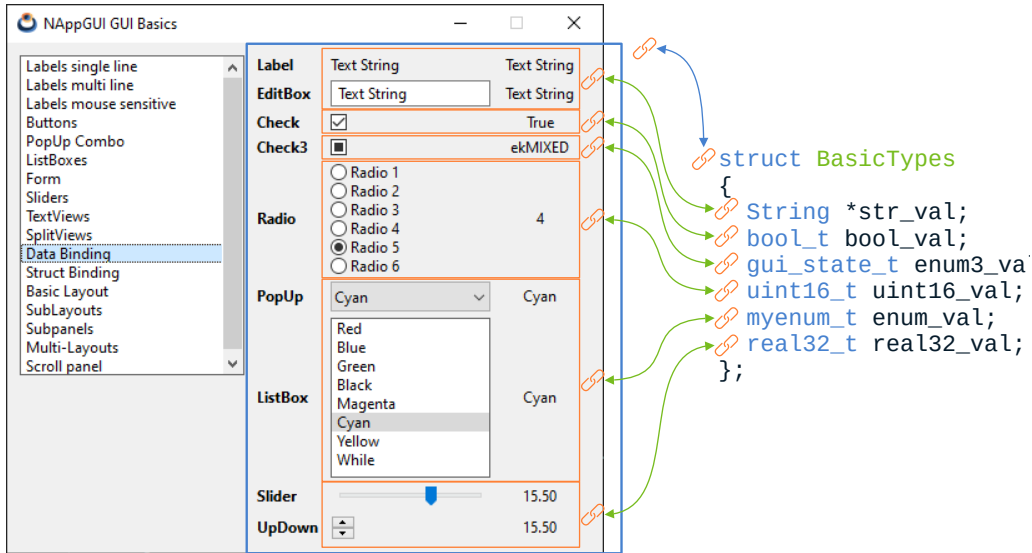 NAppGUI GUI Basics
Labels single line
Labels multi line
Labels mouse sensitive
Buttons
PopUp Combo
ListBoxes
Form
Sliders
TextViews
SplitViews
Data Binding
Struct Binding
Basic Layout
SubLayouts
Subpanels
Multi-Layouts
Scroll panel
Label Text String Text String
EditBox Text String Text String
Check True
Check3 ekMIXED
Radio 1
Radio 2
Radio 3
Radio 4
Radio 5
Radio 6
Radio 4
PopUp Cyan Cyan
Red
Blue
Green
Black
Magenta
Cyan
Yellow
While
ListBox Cyan
Slider 15.50
UpDown 15.50
struct BasicTypes
{
String *str_val;
bool_t bool_val;
gui_state_t enum3_val
uint16_t uint16_val;
myenum_t enum_val;
real32_t real32_val;
};